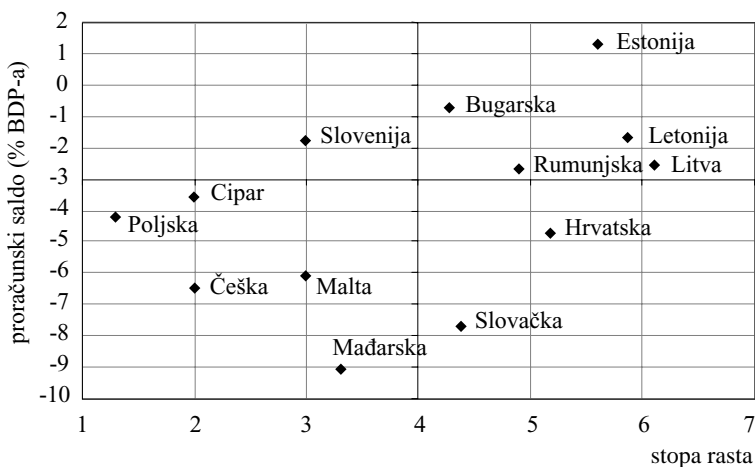 proračunski saldo (% BDP-a)
2
1
0
-1
-2
-3
-4
-5
-6
-7
-8
-9
-10
Estonija
Bugarska
Slovenija
Letonija
Rumunjska
Litva
Cipar
Poljska
Hrvatska
Češka
Malta
Slovačka
Mađarska
1 2 3 4 5 6 7
stopa rasta